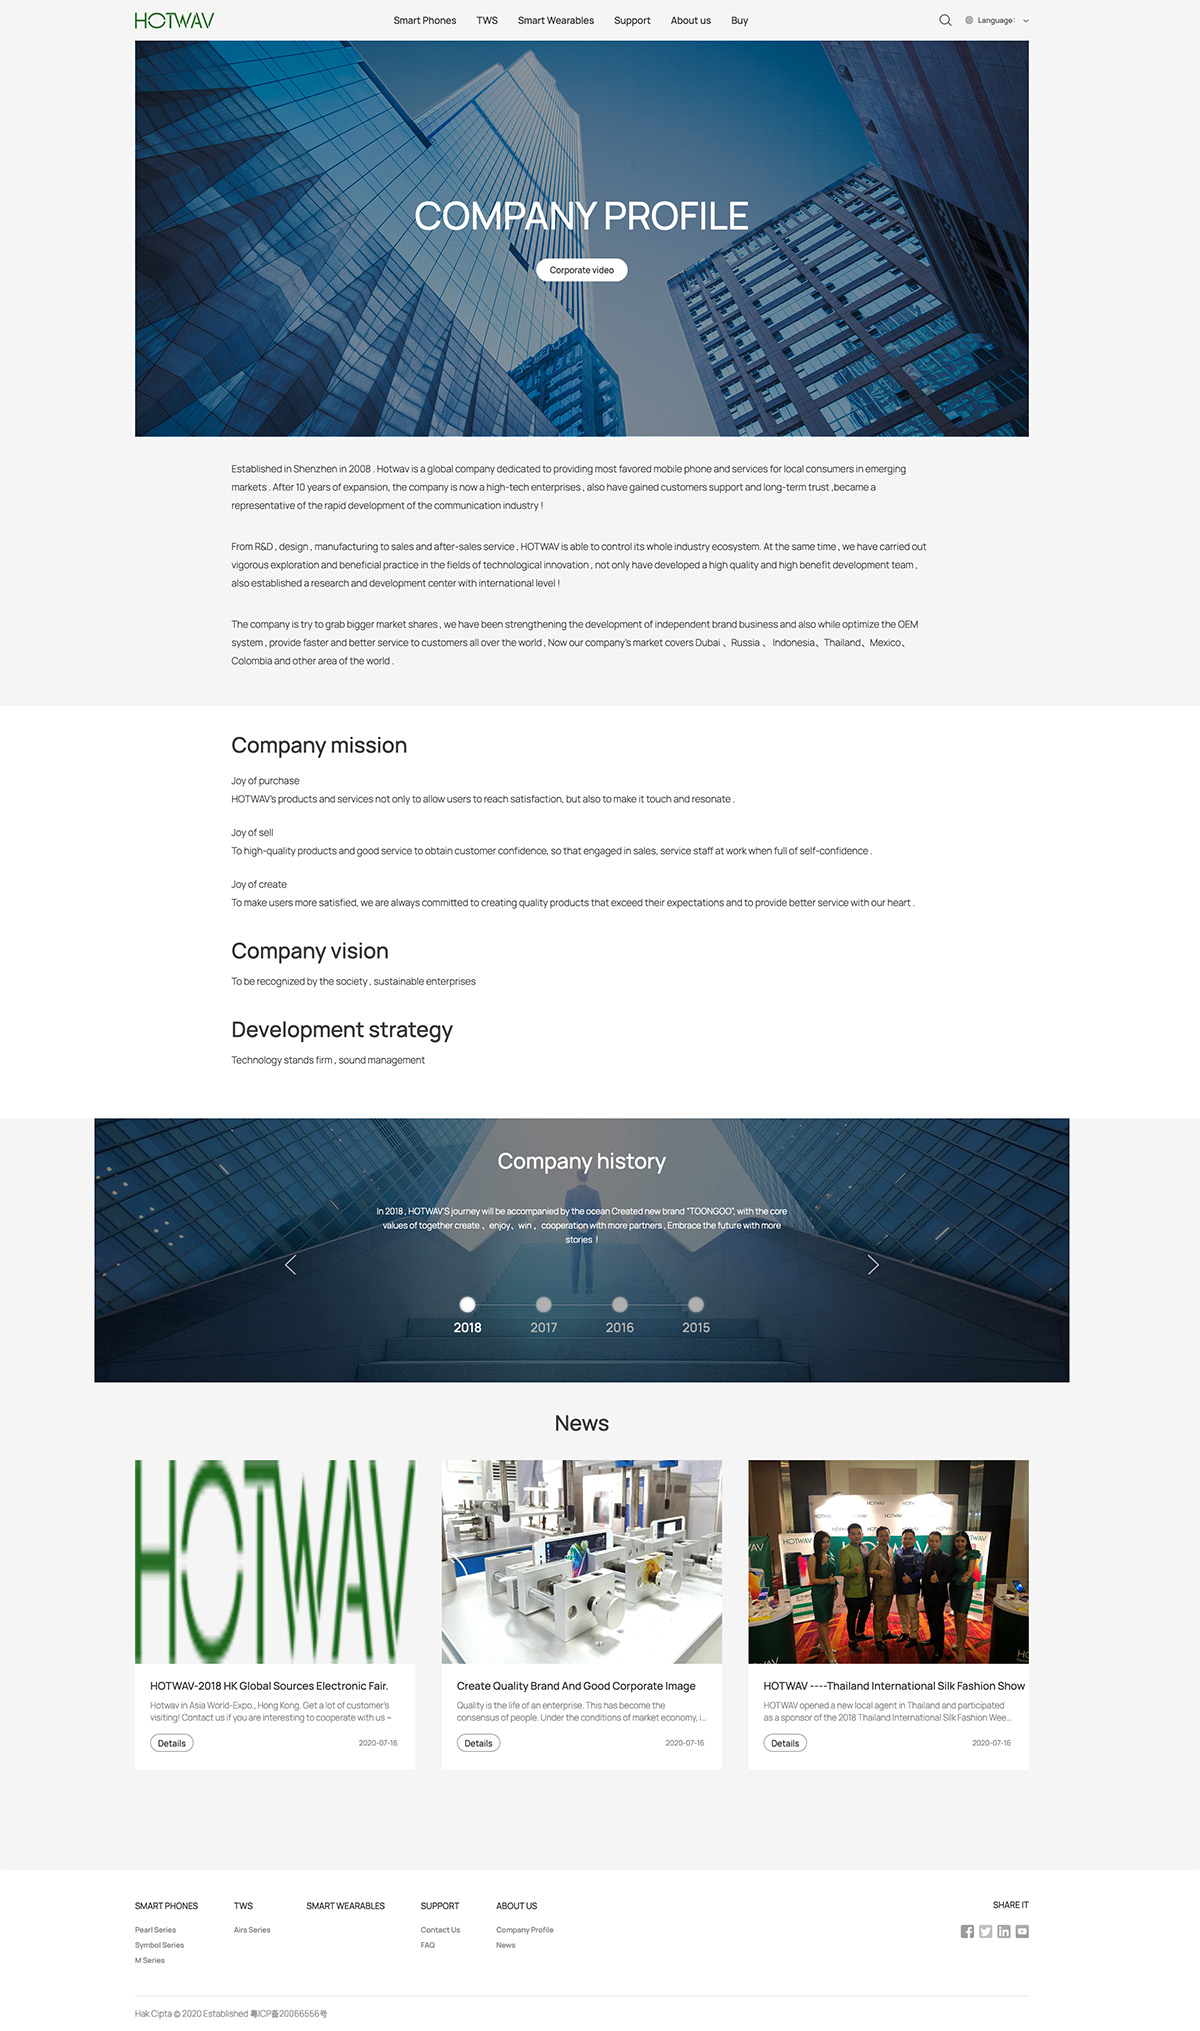 HOTWAV
Smart Phones TWS Smart Wearables Support About us Buy
Language:
COMPANY PROFILE
Corporate video
Established in Shenzhen in 2008 . Hotwav is a global company dedicated to providing most favored mobile phone and services for local consumers in emerging
markets . After 10 years of expansion, the company is now a high-tech enterprises , also have gained customers support and long-term trust ,became a
representative of the rapid development of the communication industry !
From R&D , design , manufacturing to sales and after-sales service , HOTWAV is able to control its whole industry ecosystem. At the same time , we have carried out
vigorous exploration and beneficial practice in the fields of technological innovation , not only have developed a high quality and high benefit development team ,
also established a research and development center with international level !
The company is try to grab bigger market shares , we have been strengthening the development of independent brand business and also while optimize the OEM
system , provide faster and better service to customers all over the world , Now our company's market covers Dubai 、Russia 、 Indonesia、Thailand、Mexico、
Colombia and other area of the world .
Company mission
Joy of purchase
HOTWAV's products and services not only to allow users to reach satisfaction, but also to make it touch and resonate .
Joy of sell
To high-quality products and good service to obtain customer confidence, so that engaged in sales, service staff at work when full of self-confidence .
Joy of create
To make users more satisfied, we are always committed to creating quality products that exceed their expectations and to provide better service with our heart .
Company vision
To be recognized by the society , sustainable enterprises
Development strategy
Technology stands firm , sound management
Company history
In 2018 , HOTWAV'S journey will be accompanied by the ocean Created new brand "TOONGOO", with the core
values of together create 、enjoy、win , cooperation with more partners , Embrace the future with more
stories !
2018 2017 2016 2015
News
HOTWAV
HOTWAV
HOTWAV
HOTWAV-2018 HK Global Sources Electronic Fair.
Hotwav in Asia World-Expo., Hong Kong. Get a lot of customer's
visiting! Contact us if you are interesting to cooperate with us ~
Details 2020-07-16
Create Quality Brand And Good Corporate Image
Quality is the life of an enterprise. This has become the
consensus of people. Under the conditions of market economy, i...
Details 2020-07-16
HOTWAV ----Thailand International Silk Fashion Show
HOTWAV opened a new local agent in Thailand and participated
as a sponsor of the 2018 Thailand International Silk Fashion Wee...
Details 2020-07-16
SMART PHONES TWS SMART WEARABLES SUPPORT ABOUT US SHARE IT
Pearl Series Airs Series Contact Us Company Profile
Symbol Series FAQ News
M Series
Hak Cipta © 2020 Established 粤ICP备20066556号